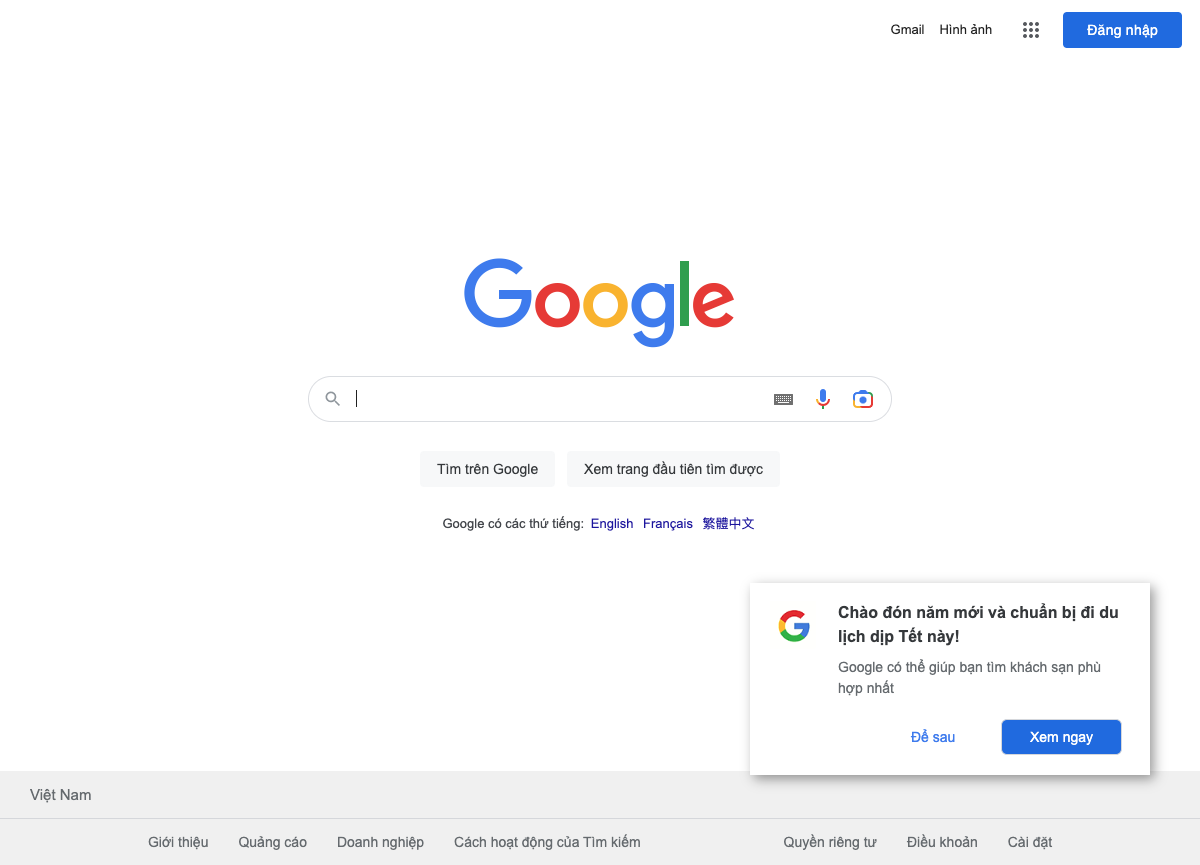 Gmail Hình ảnh Đăng nhập
Google
Tìm trên Google Xem trang đầu tiên tìm được
Google có các thứ tiếng: English Français 繁體中文
Chào đón năm mới và chuẩn bị đi du
lịch dịp Tết này!
Google có thể giúp bạn tìm khách sạn phù
hợp nhất
Để sau Xem ngay
Việt Nam
Giới thiệu Quảng cáo Doanh nghiệp Cách hoạt động của Tìm kiếm Quyền riêng tư Điều khoản Cài đặt